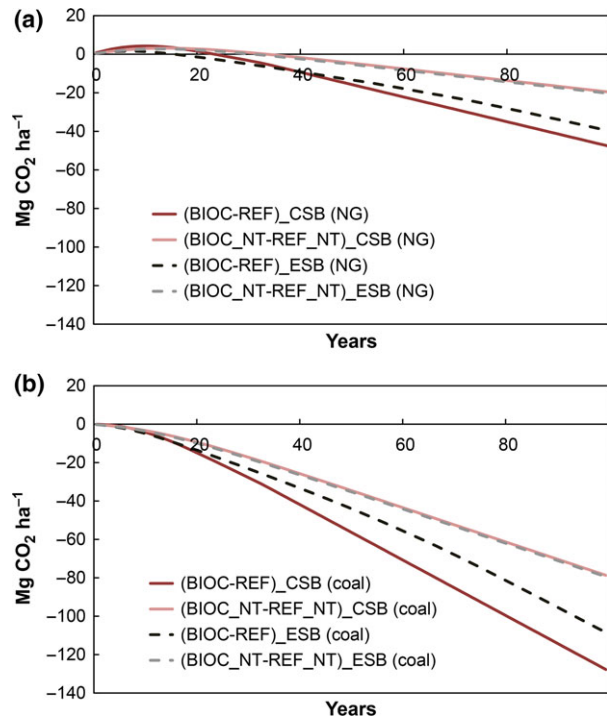 (a)
20
0
0 20 40 60 80
−20
−40
−60
−80
−100
−120
−140
Mg CO₂ ha⁻¹
(BIOC-REF)_CSB (NG)
(BIOC_NT-REF_NT)_CSB (NG)
(BIOC-REF)_ESB (NG)
(BIOC_NT-REF_NT)_ESB (NG)
Years
(b)
20
0
0 20 40 60 80
−20
−40
−60
−80
−100
−120
−140
Mg CO₂ ha⁻¹
(BIOC-REF)_CSB (coal)
(BIOC_NT-REF_NT)_CSB (coal)
(BIOC-REF)_ESB (coal)
(BIOC_NT-REF_NT)_ESB (coal)
Years